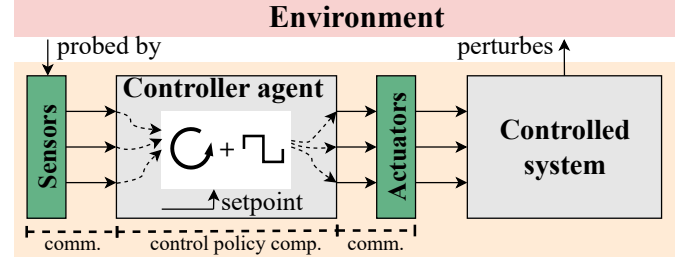 Environment
probed by
perturbes
Sensors
Controller agent
+
setpoint
Actuators
Controlled
system
comm.
control policy comp.
comm.